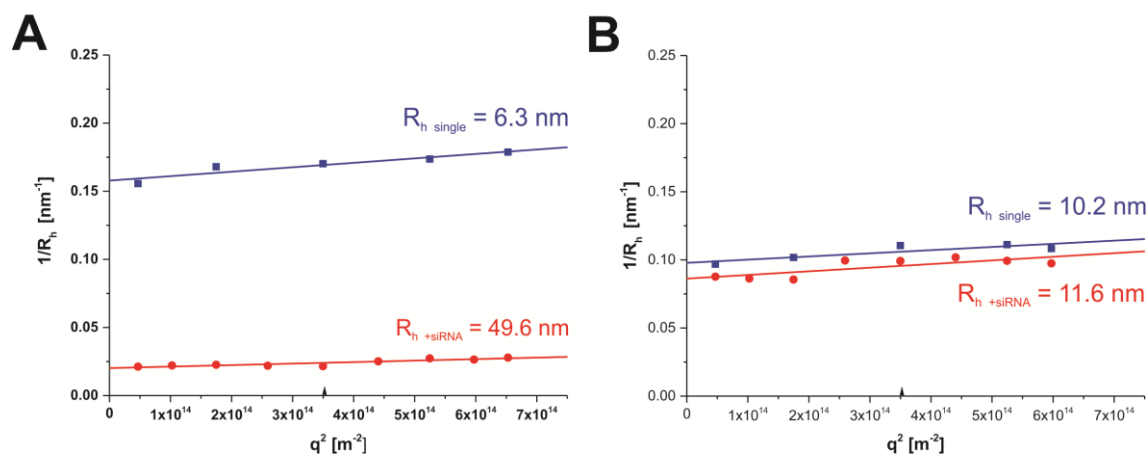 A
0.25
0.20
0.15
0.10
0.05
0.00
1/Rh [nm-1]
Rh single = 6.3 nm
Rh +siRNA = 49.6 nm
0 1x10^14 2x10^14 3x10^14 4x10^14 5x10^14 6x10^14 7x10^14
q² [m-2]
B
0.25
0.20
0.15
0.10
0.05
0.00
1/Rh [nm-1]
Rh single = 10.2 nm
Rh +siRNA = 11.6 nm
0 1x10^14 2x10^14 3x10^14 4x10^14 5x10^14 6x10^14 7x10^14
q² [m-2]